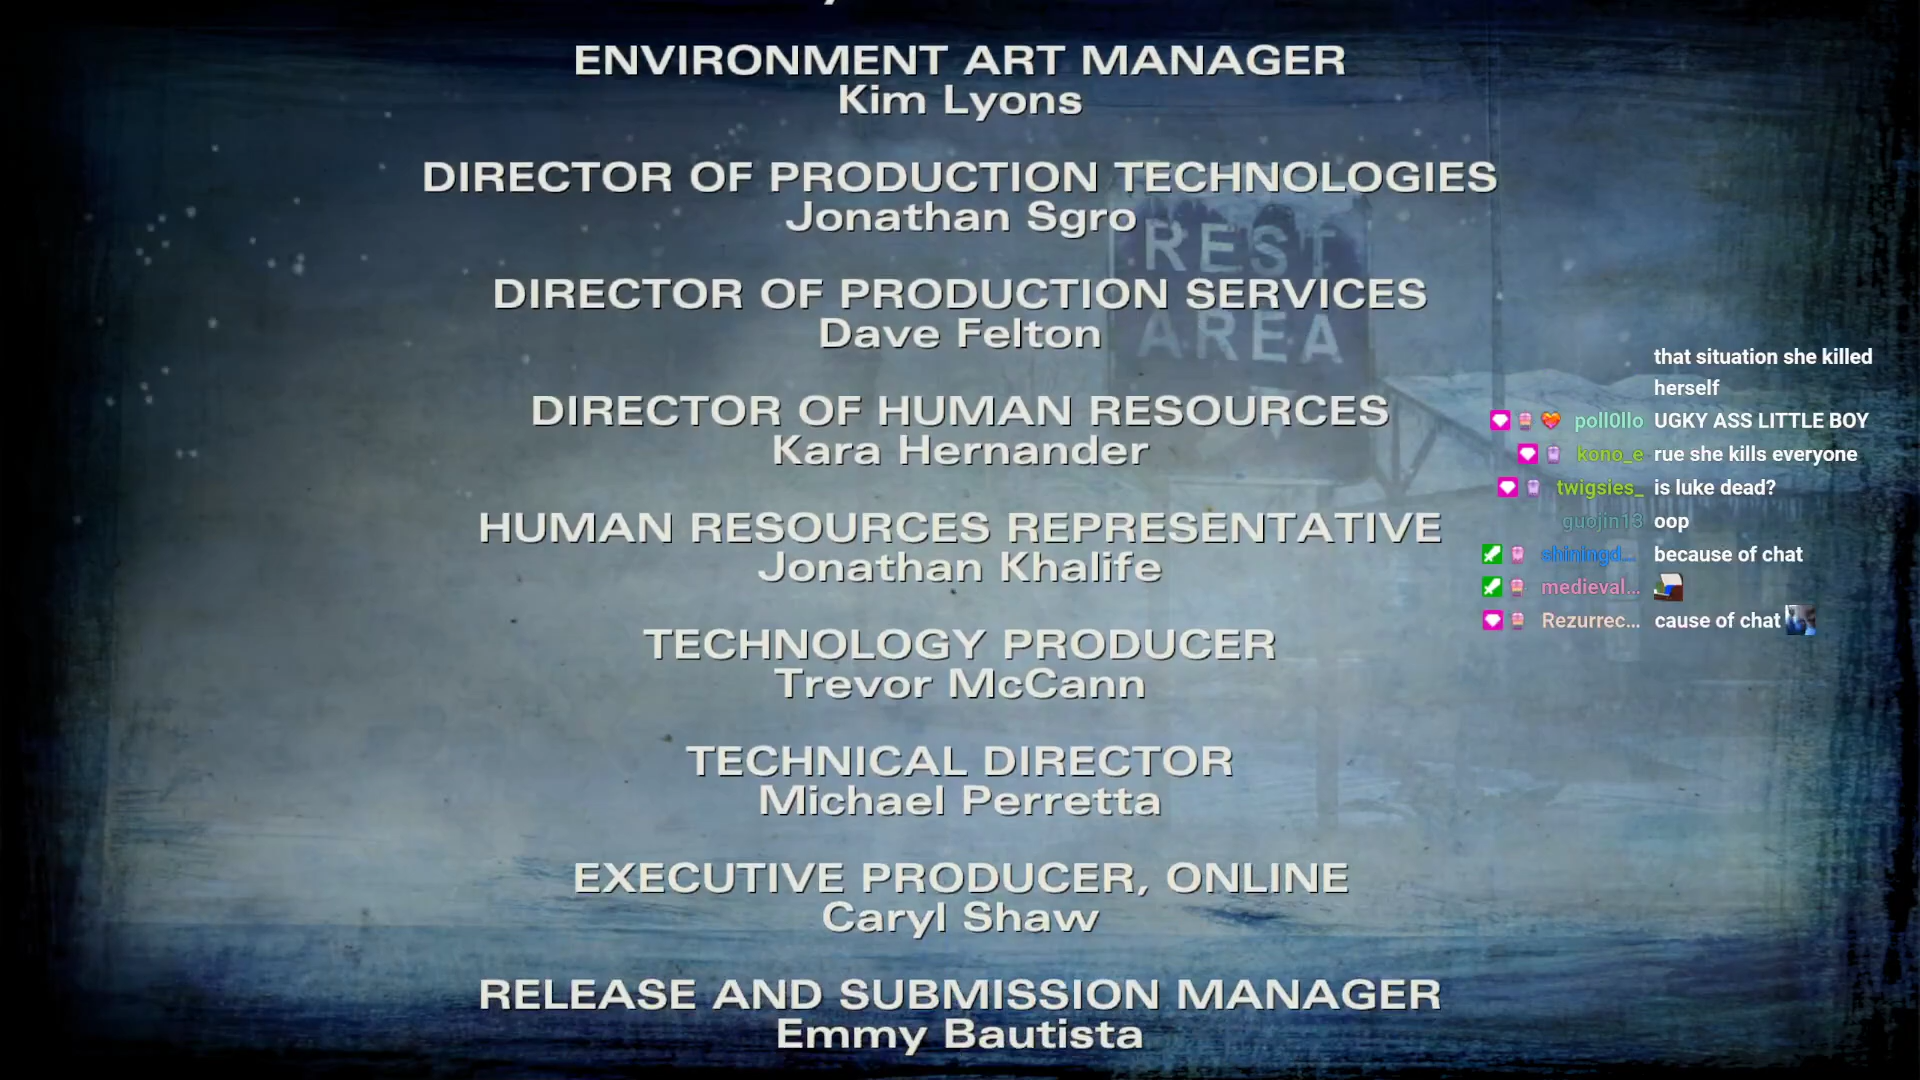 ENVIRONMENT ART MANAGER
Kim Lyons
DIRECTOR OF PRODUCTION TECHNOLOGIES
Jonathan Sgro
DIRECTOR OF PRODUCTION SERVICES
Dave Felton
DIRECTOR OF HUMAN RESOURCES
Kara Hernander
HUMAN RESOURCES REPRESENTATIVE
Jonathan Khalife
TECHNOLOGY PRODUCER
Trevor McCann
TECHNICAL DIRECTOR
Michael Perretta
EXECUTIVE PRODUCER, ONLINE
Caryl Shaw
RELEASE AND SUBMISSION MANAGER
Emmy Bautista
REST
AREA
that situation she killed
herself
poll0llo UGKY ASS LITTLE BOY
kono_e rue she kills everyone
twigsies_ is luke dead?
guojin13 oop
shiningd... because of chat
medieval...
Rezurrec... cause of chat